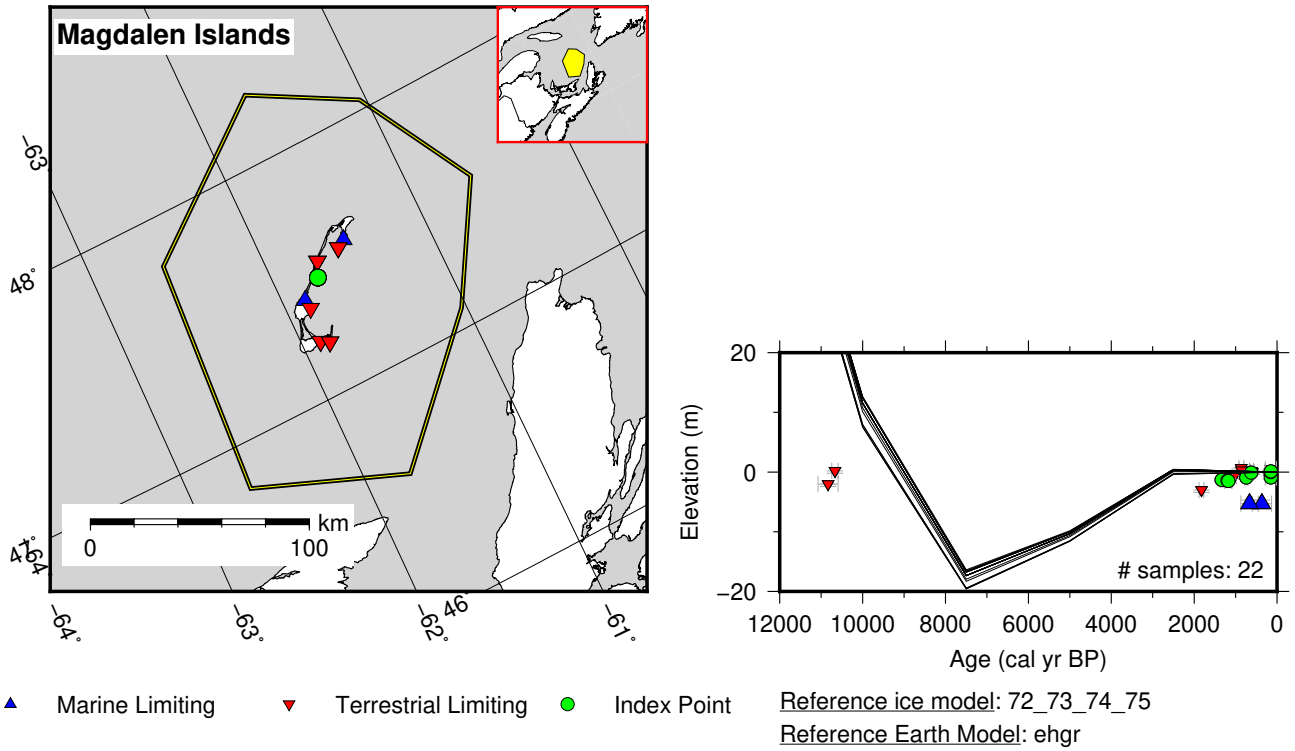 Magdalen Islands
−63
48˚
47˚
−64
−64˚
−63˚
−62˚
46˚
−61˚
km
0 100
20
0
−20
Elevation (m)
# samples: 22
12000 10000 8000 6000 4000 2000 0
Age (cal yr BP)
Marine Limiting Terrestrial Limiting Index Point
Reference ice model: 72_73_74_75
Reference Earth Model: ehgr